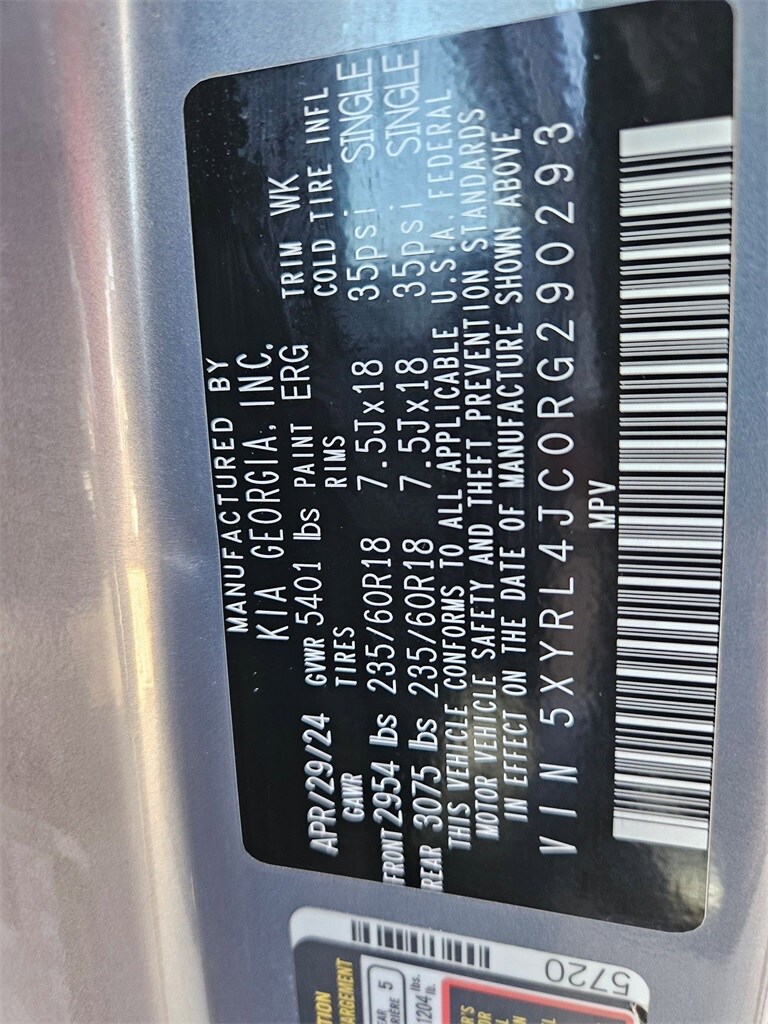 MANUFACTURED BY
KIA GEORGIA, INC.
APR/29/24 GVWR 5401 lbs PAINT ERG TRIM WK
GAWR TIRES RIMS COLD TIRE INFL
FRONT 2954 lbs 235/60R18 7.5Jx18 35psi SINGLE
REAR 3075 lbs 235/60R18 7.5Jx18 35psi SINGLE
THIS VEHICLE CONFORMS TO ALL APPLICABLE U.S.A. FEDERAL
MOTOR VEHICLE SAFETY AND THEFT PREVENTION STANDARDS
IN EFFECT ON THE DATE OF MANUFACTURE SHOWN ABOVE
VIN 5XYRL4JC0RG290293
MPV
5
1204 lbs.
5720